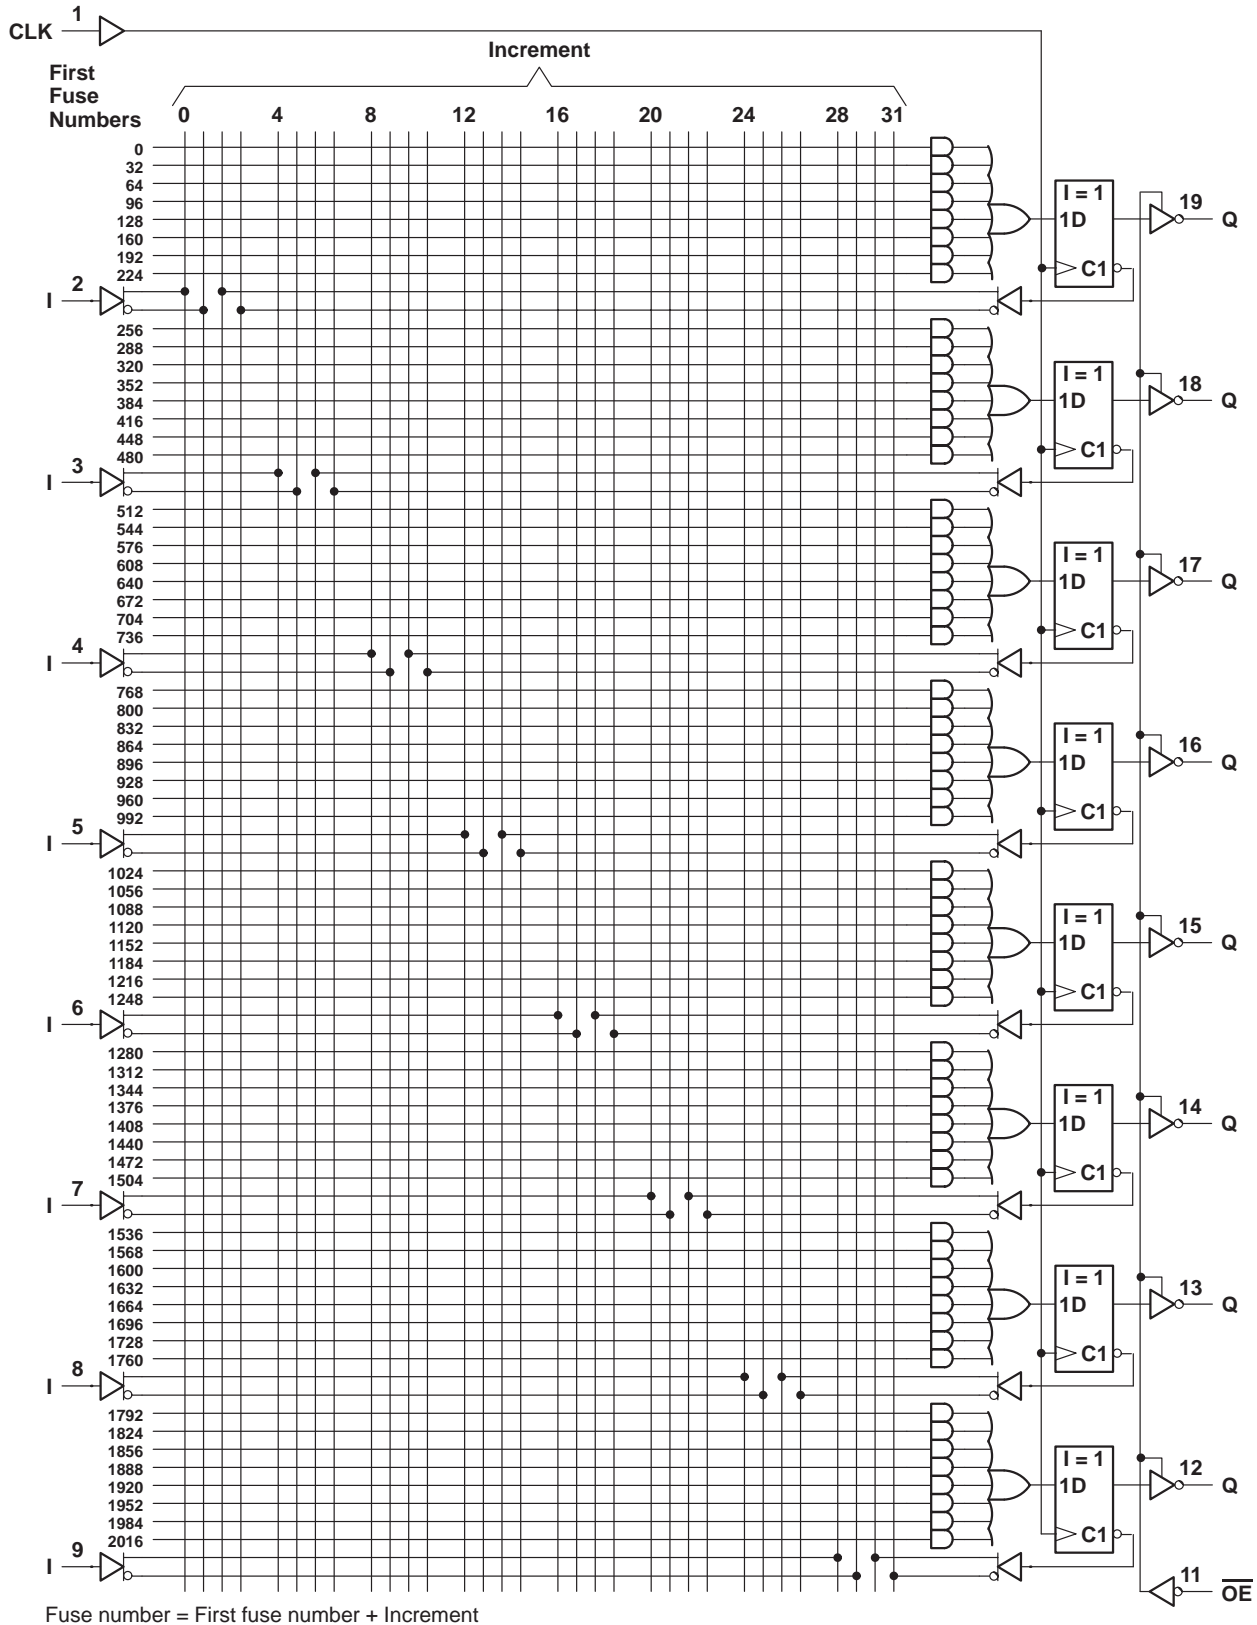 CLK 1
Increment
First
Fuse
Numbers
0 4 8 12 16 20 24 28 31
0
32
64
96
128
160
192
224
I = 1
1D
C1
19 Q
I 2
256
288
320
352
384
416
448
480
I = 1
1D
C1
18 Q
I 3
512
544
576
608
640
672
704
736
I = 1
1D
C1
17 Q
I 4
768
800
832
864
896
928
960
992
I = 1
1D
C1
16 Q
I 5
1024
1056
1088
1120
1152
1184
1216
1248
I = 1
1D
C1
15 Q
I 6
1280
1312
1344
1376
1408
1440
1472
1504
I = 1
1D
C1
14 Q
I 7
1536
1568
1600
1632
1664
1696
1728
1760
I = 1
1D
C1
13 Q
I 8
1792
1824
1856
1888
1920
1952
1984
2016
I = 1
1D
C1
12 Q
I 9
11 OE
Fuse number = First fuse number + Increment